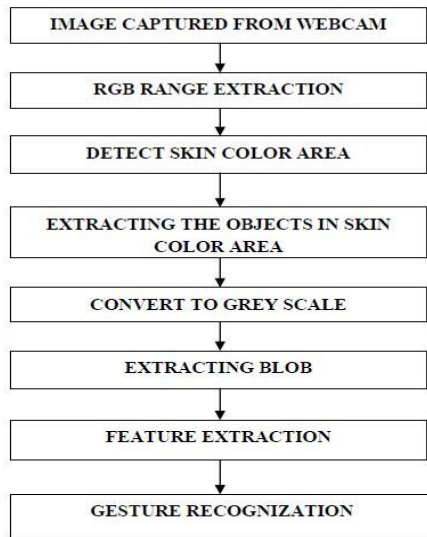 IMAGE CAPTURED FROM WEBCAM
RGB RANGE EXTRACTION
DETECT SKIN COLOR AREA
EXTRACTING THE OBJECTS IN SKIN
COLOR AREA
CONVERT TO GREY SCALE
EXTRACTING BLOB
FEATURE EXTRACTION
GESTURE RECOGNIZATION